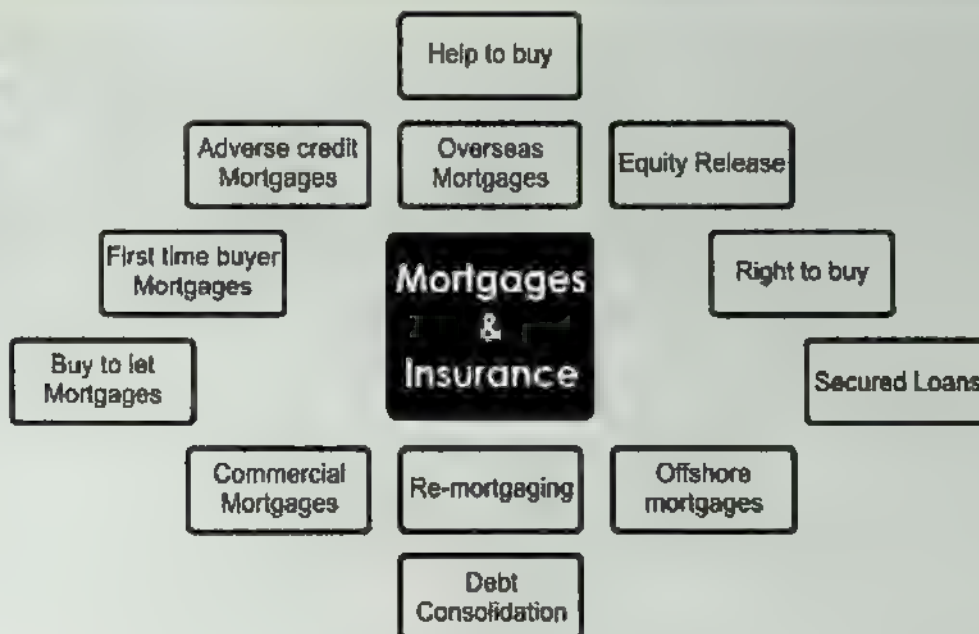 Help to buy
Adverse credit
Mortgages
Overseas
Mortgages
Equity Release
First time buyer
Mortgages
Mortgages
&
Insurance
Right to buy
Buy to let
Mortgages
Secured Loans
Commercial
Mortgages
Re-mortgaging
Offshore
mortgages
Debt
Consolidation